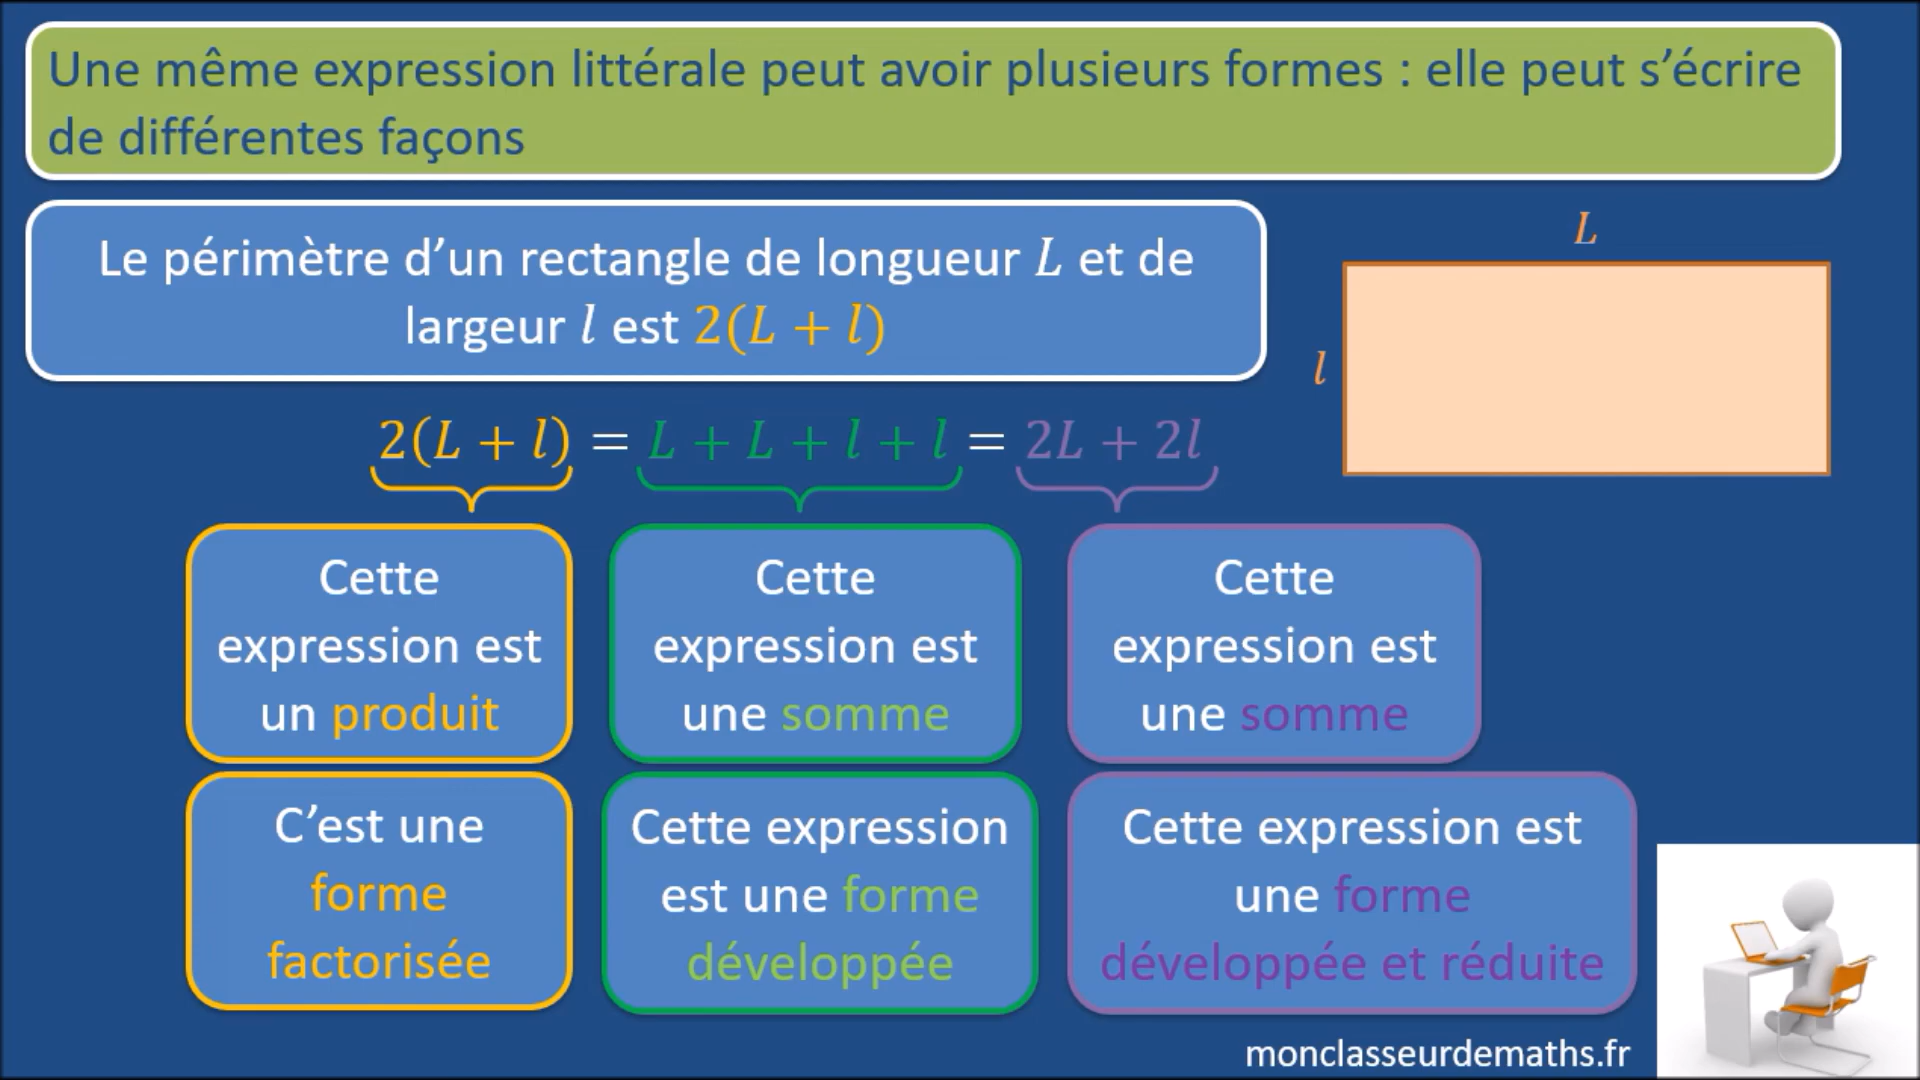 Une même expression littérale peut avoir plusieurs formes : elle peut s’écrire
de différentes façons
Le périmètre d’un rectangle de longueur L et de
largeur l est 2(L + l)
L
l
2(L + l) = L + L + l + l = 2L + 2l
Cette
expression est
un produit
Cette
expression est
une somme
Cette
expression est
une somme
C’est une
forme
factorisée
Cette expression
est une forme
développée
Cette expression est
une forme
développée et réduite
monclasseurdemaths.fr